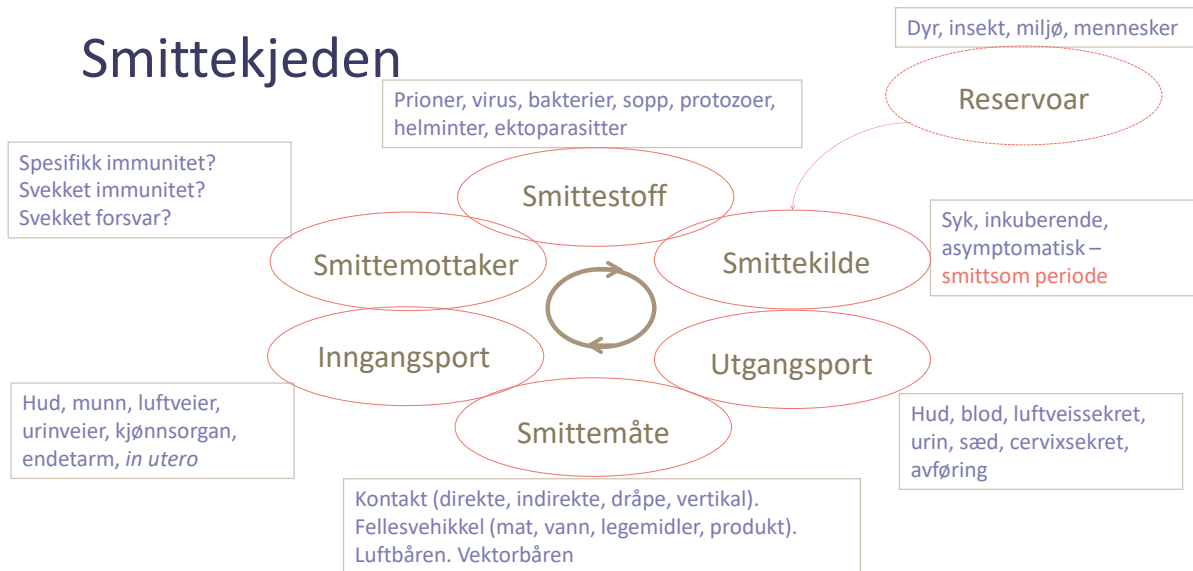 Smittekjeden
Dyr, insekt, miljø, mennesker
Reservoar
Prioner, virus, bakterier, sopp, protozoer,
helminter, ektoparasitter
Smittestoff
Spesifikk immunitet?
Svekket immunitet?
Svekket forsvar?
Smittemottaker
Smittekilde
Syk, inkuberende,
asymptomatisk –
smittsom periode
Inngangsport
Utgangsport
Hud, munn, luftveier,
urinveier, kjønnsorgan,
endetarm, in utero
Smittemåte
Hud, blod, luftveissekret,
urin, sæd, cervixsekret,
avføring
Kontakt (direkte, indirekte, dråpe, vertikal).
Fellesvehikkel (mat, vann, legemidler, produkt).
Luftbåren. Vektorbåren